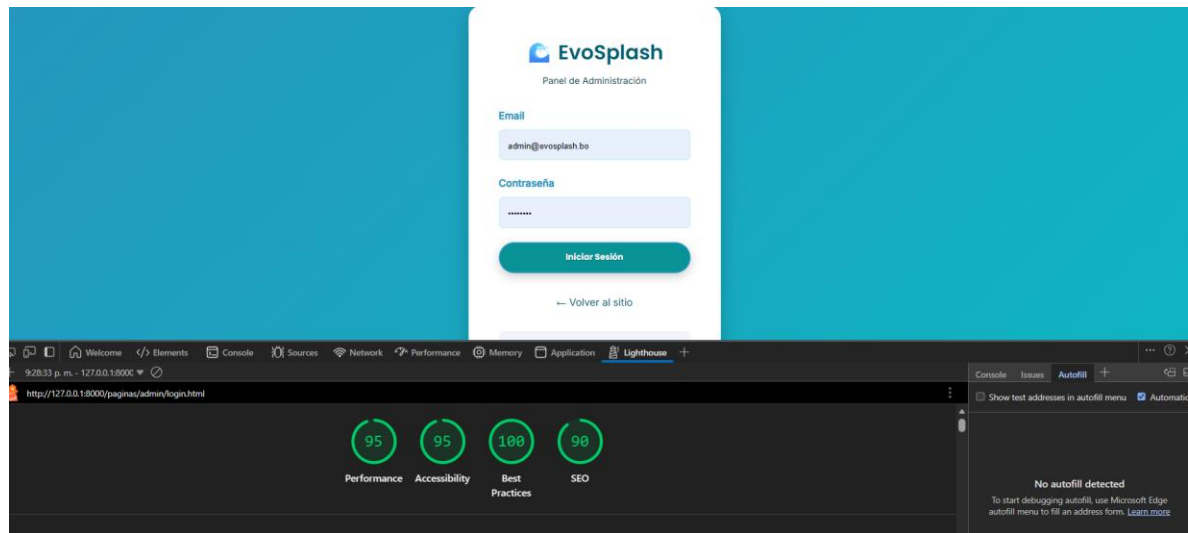 EvoSplash
Panel de Administración
Email
admin@evosplash.bo
Contraseña
••••••••
Iniciar Sesión
← Volver al sitio
Welcome </> Elements Console Sources Network Performance Memory Application Lighthouse +
9:28:33 p. m. - 127.0.0.1:8000
http://127.0.0.1:8000/paginas/admin/login.html
95 95 100 90
Performance Accessibility Best Practices SEO
Console Issues Autofill +
Show test addresses in autofill menu
No autofill detected
To start debugging autofill, use Microsoft Edge
autofill menu to fill an address form. Learn more